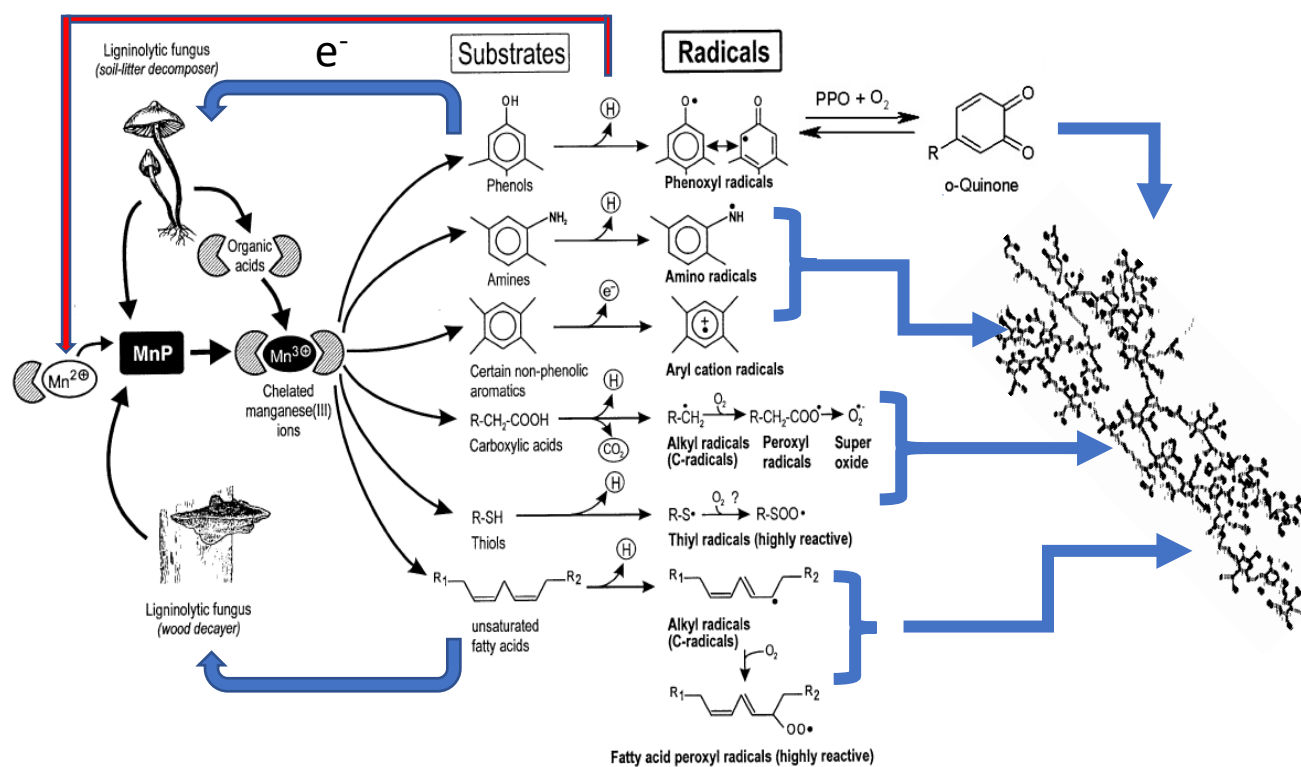 Ligninolytic fungus
(soil-litter decomposer)
e⁻
Substrates
Radicals
OH
H
Phenols
O•
O
Phenoxyl radicals
PPO + O₂
O
O
R
o-Quinone
Organic
acids
NH₂
H
Amines
•
NH
Amino radicals
e⁻
Certain non-phenolic
aromatics
+
•
Aryl cation radicals
Mn²⊕
MnP
Mn³⊕
Chelated
manganese(III)
ions
H
R-CH₂-COOH
CO₂
Carboxylic acids
R-ĊH₂
O₂
R-CH₂-COO•
O₂•-
Alkyl radicals
(C-radicals)
Peroxyl
radicals
Super
oxide
H
R-SH
Thiols
R-S•
O₂ ?
R-SOO•
Thiyl radicals (highly reactive)
R₁
R₂
H
unsaturated
fatty acids
R₁
R₂
•
Alkyl radicals
(C-radicals)
O₂
R₁
R₂
OO•
Fatty acid peroxyl radicals (highly reactive)
Ligninolytic fungus
(wood decayer)